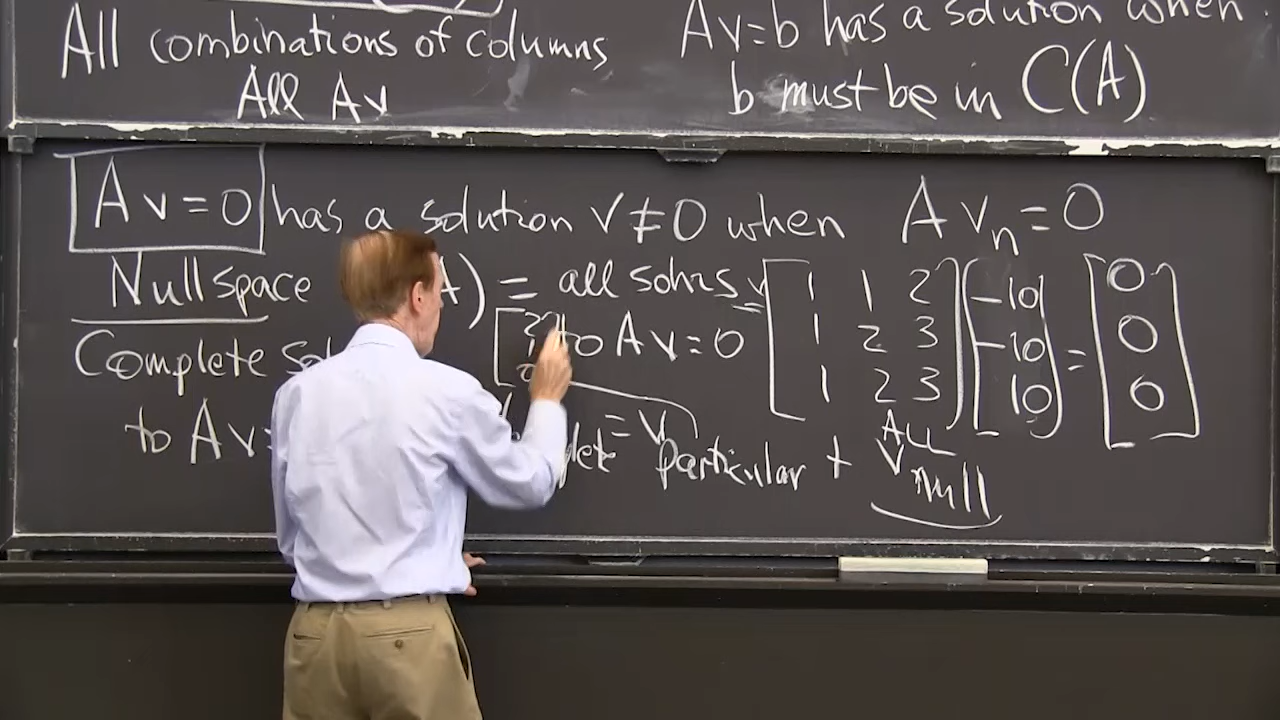 All combinations of columns
All Av
Av=b has a solution when
b must be in C(A)
Av=0 has a solution v≠0 when
Nullspace A) = all solns v
to Av=0
Complete
to Av=
= v particular + v null
ALL
A vn = 0
[1 1 2] [-10] [0]
[1 2 3] [-10] = [0]
[1 2 3] [10] [0]